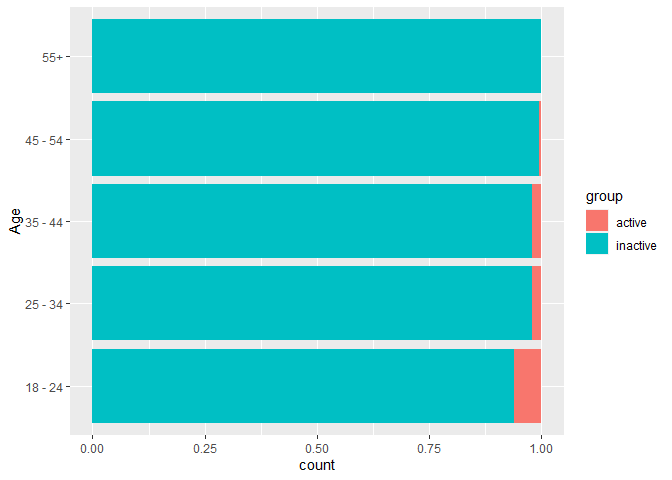 55+
45 - 54
35 - 44
25 - 34
18 - 24
Age
0.00 0.25 0.50 0.75 1.00
count
group
active
inactive